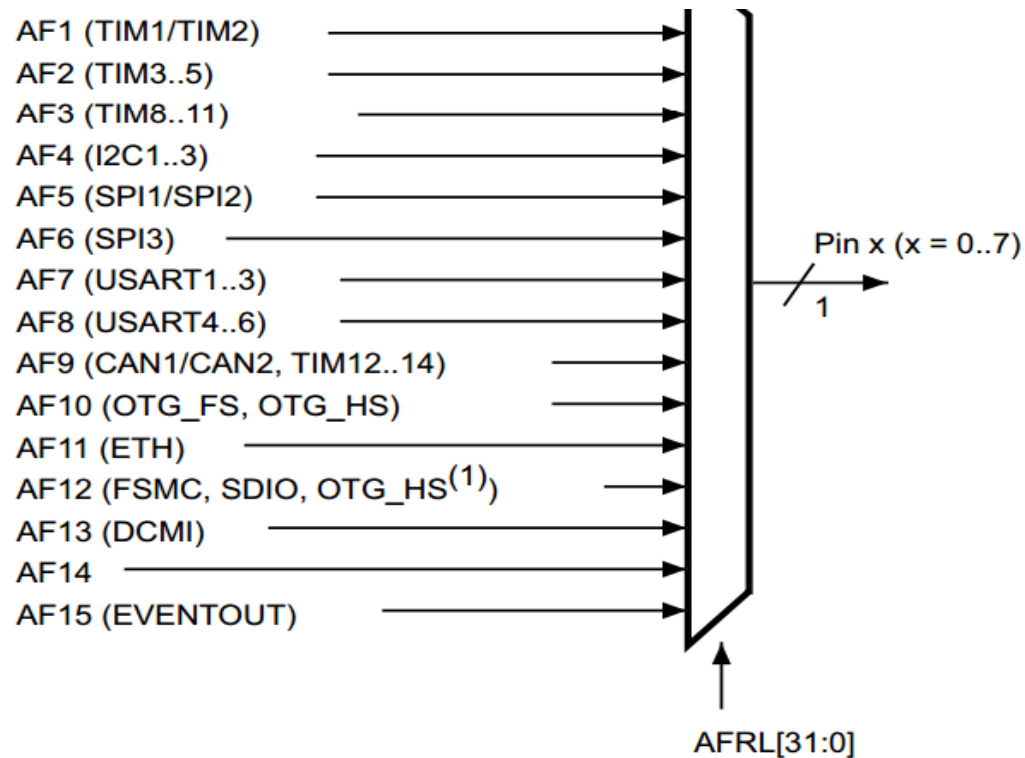 AF1 (TIM1/TIM2)
AF2 (TIM3..5)
AF3 (TIM8..11)
AF4 (I2C1..3)
AF5 (SPI1/SPI2)
AF6 (SPI3)
AF7 (USART1..3)
AF8 (USART4..6)
AF9 (CAN1/CAN2, TIM12..14)
AF10 (OTG_FS, OTG_HS)
AF11 (ETH)
AF12 (FSMC, SDIO, OTG_HS(1))
AF13 (DCMI)
AF14
AF15 (EVENTOUT)
Pin x (x = 0..7)
1
AFRL[31:0]